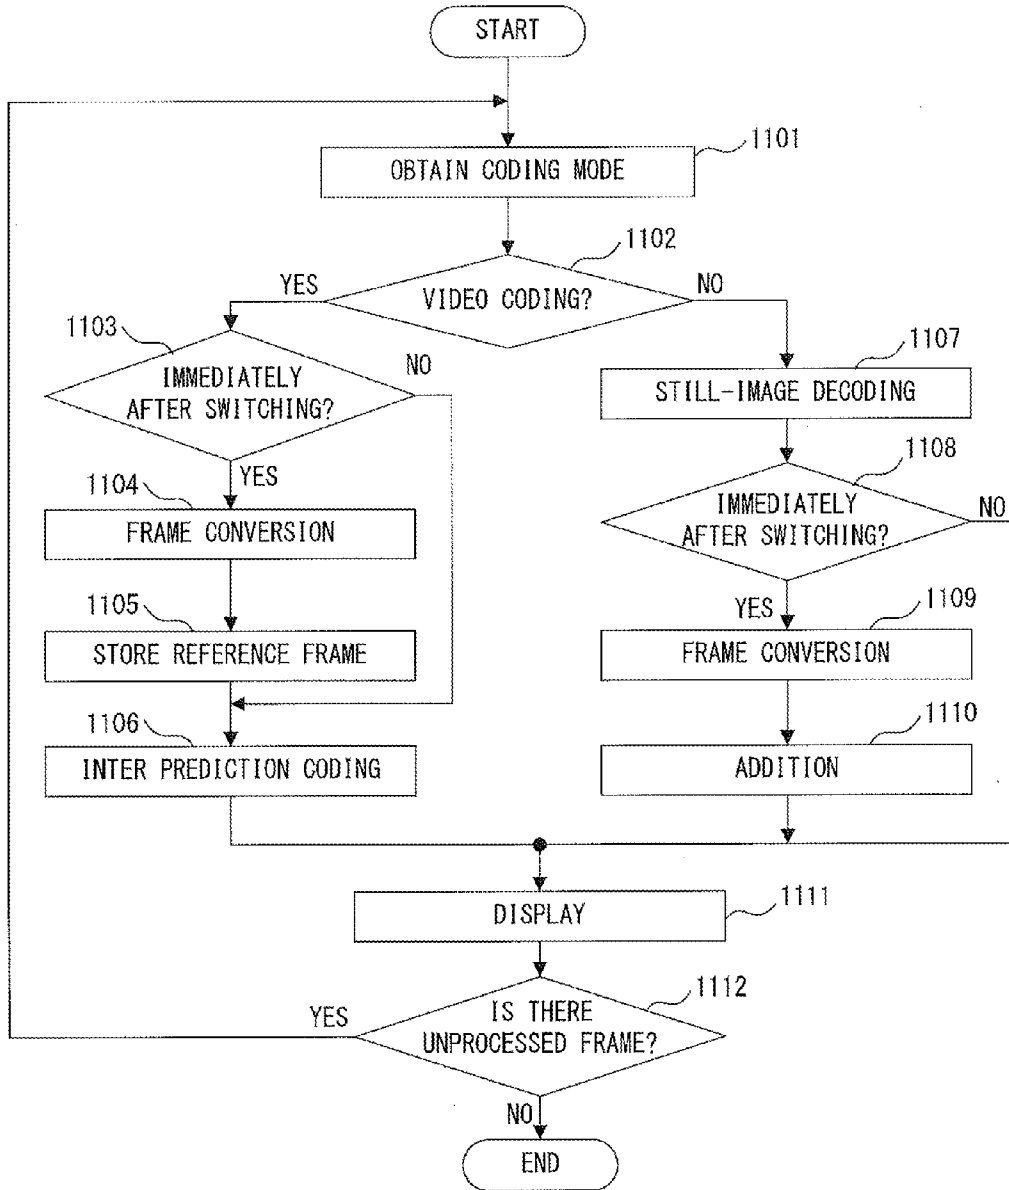 START
1101
OBTAIN CODING MODE
1102
YES
VIDEO CODING?
NO
1103
IMMEDIATELY
AFTER SWITCHING?
NO
YES
1104
FRAME CONVERSION
1105
STORE REFERENCE FRAME
1106
INTER PREDICTION CODING
1107
STILL-IMAGE DECODING
1108
IMMEDIATELY
AFTER SWITCHING?
NO
YES
1109
FRAME CONVERSION
1110
ADDITION
1111
DISPLAY
1112
YES
IS THERE
UNPROCESSED FRAME?
NO
END